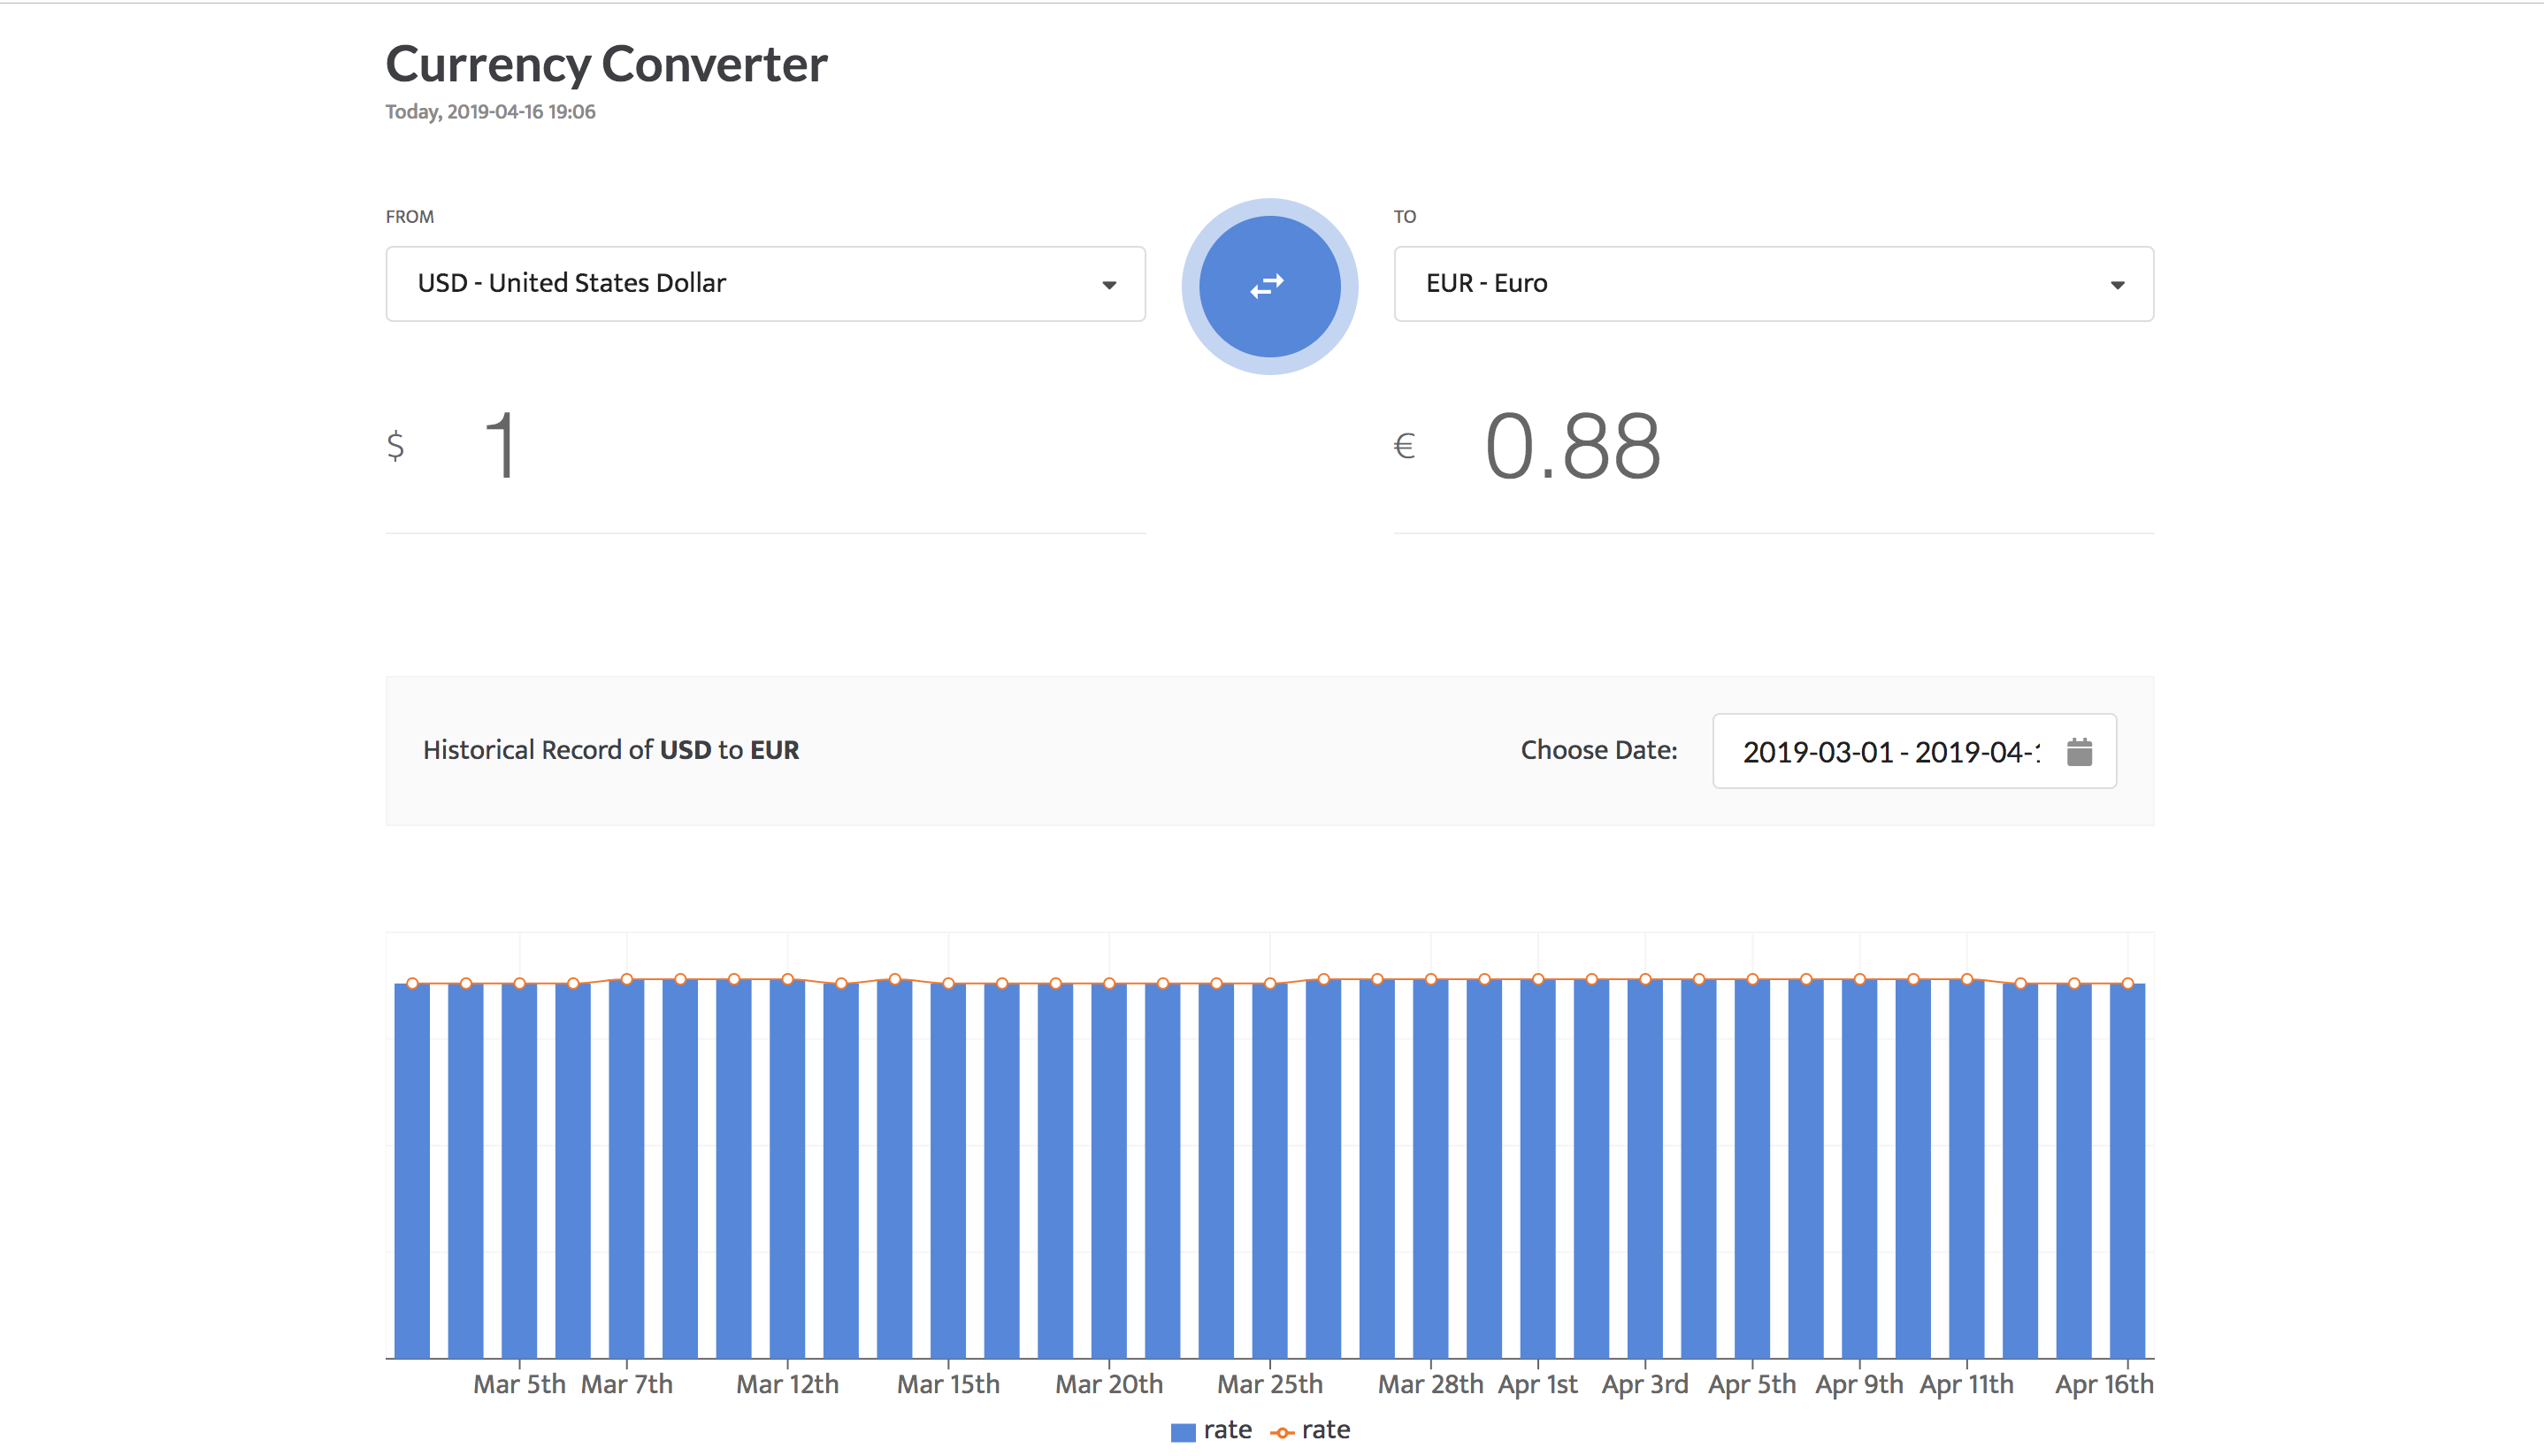 Currency Converter
Today, 2019-04-16 19:06
FROM
TO
USD - United States Dollar
EUR - Euro
$ 1
€ 0.88
Historical Record of USD to EUR
Choose Date:
2019-03-01 - 2019-04-
Mar 5th Mar 7th Mar 12th Mar 15th Mar 20th Mar 25th Mar 28th Apr 1st Apr 3rd Apr 5th Apr 9th Apr 11th Apr 16th
rate rate